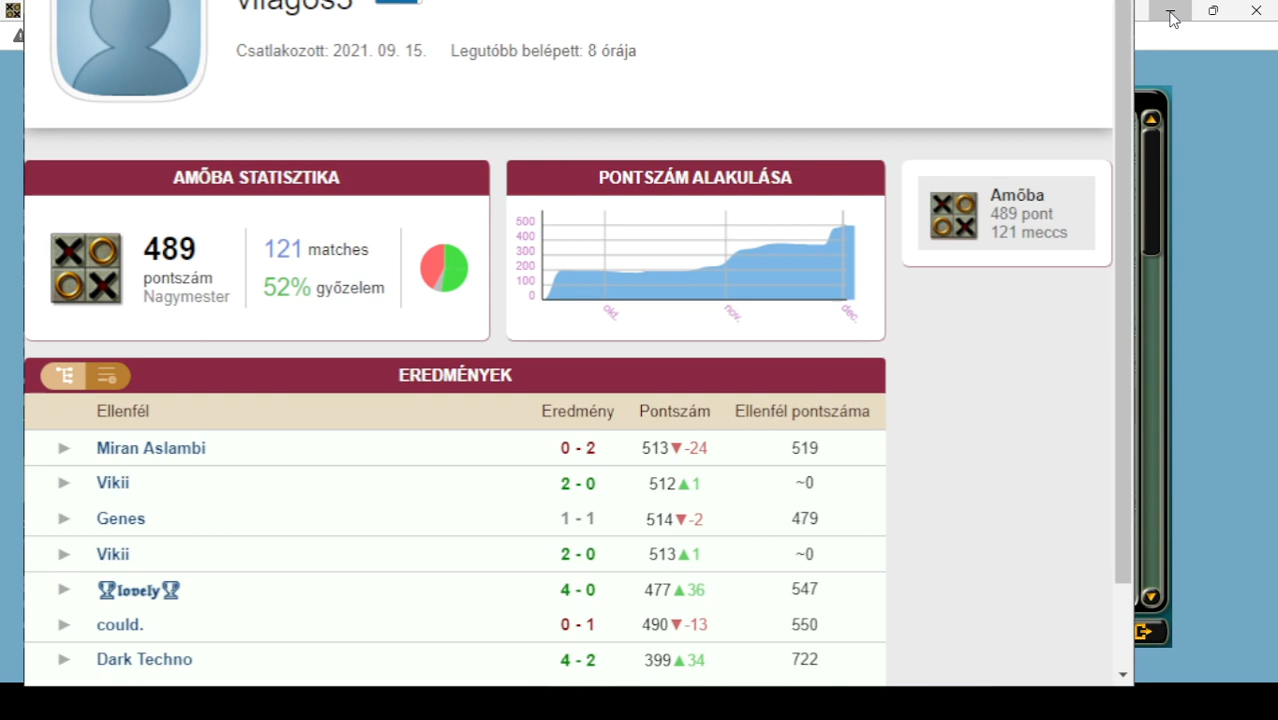 Csatlakozott: 2021. 09. 15. Legutóbb belépett: 8 órája
AMŐBA STATISZTIKA
489
pontszám
Nagymester
121 matches
52% győzelem
PONTSZÁM ALAKULÁSA
500
400
300
200
100
0
okt.
nov.
dec.
Amőba
489 pont
121 meccs
EREDMÉNYEK
Ellenfél Eredmény Pontszám Ellenfél pontszáma
Miran Aslambi 0 - 2 513▼-24 519
Vikii 2 - 0 512▲1 ~0
Genes 1 - 1 514▼-2 479
Vikii 2 - 0 513▲1 ~0
🏆lovely🏆 4 - 0 477▲36 547
could. 0 - 1 490▼-13 550
Dark Techno 4 - 2 399▲34 722